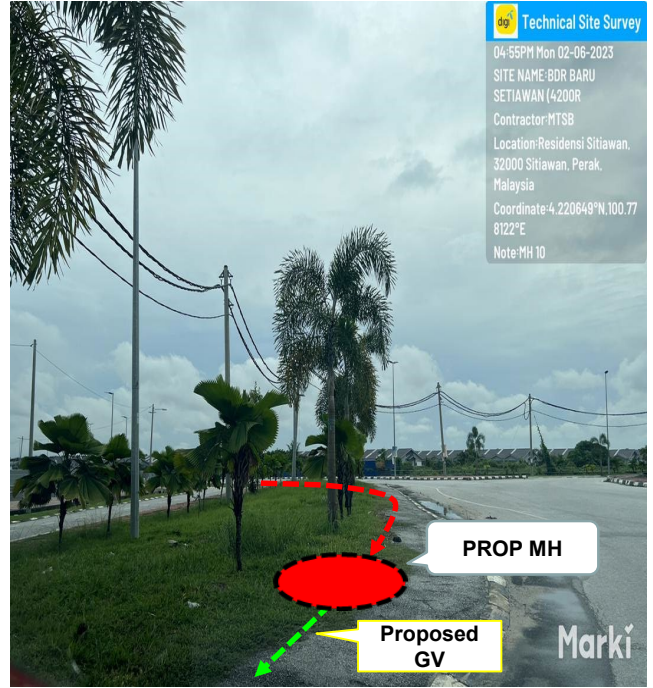 digi Technical Site Survey
04:55PM Mon 02-06-2023
SITE NAME:BDR BARU
SETIAWAN (4200R
Contractor:MTSB
Location:Residensi Sitiawan,
32000 Sitiawan, Perak,
Malaysia
Coordinate:4.220649°N,100.77
8122°E
Note:MH 10
PROP MH
Proposed
GV
Marki